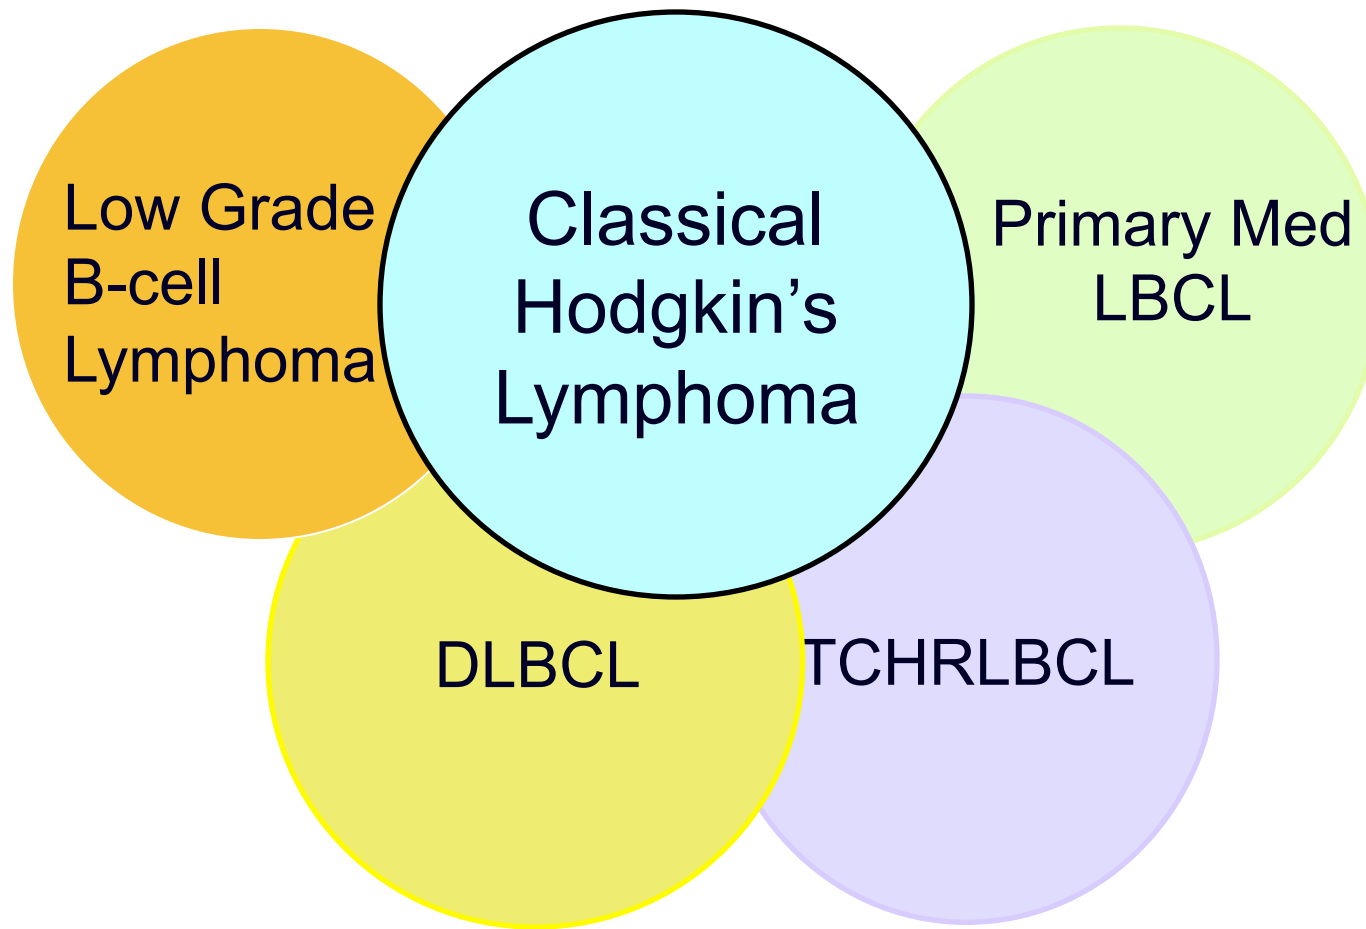 Low Grade
B-cell
Lymphoma
Classical
Hodgkin’s
Lymphoma
Primary Med
LBCL
DLBCL
TCHRLBCL